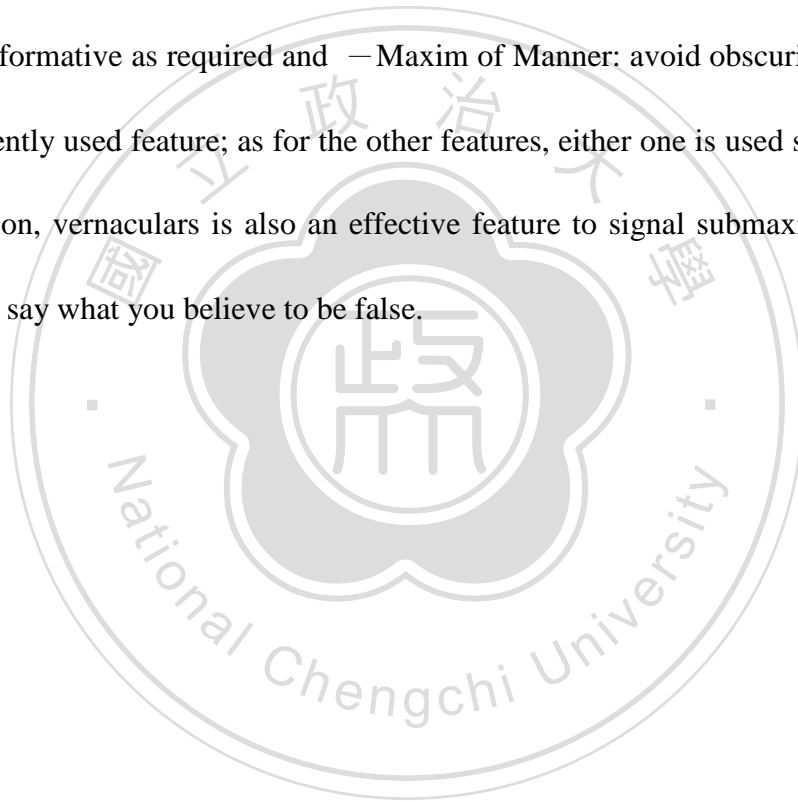 formative as required and －Maxim of Manner: avoid obscuri
ently used feature; as for the other features, either one is used s
on, vernaculars is also an effective feature to signal submax
say what you believe to be false.
國立政治大學
National Chengchi University
政